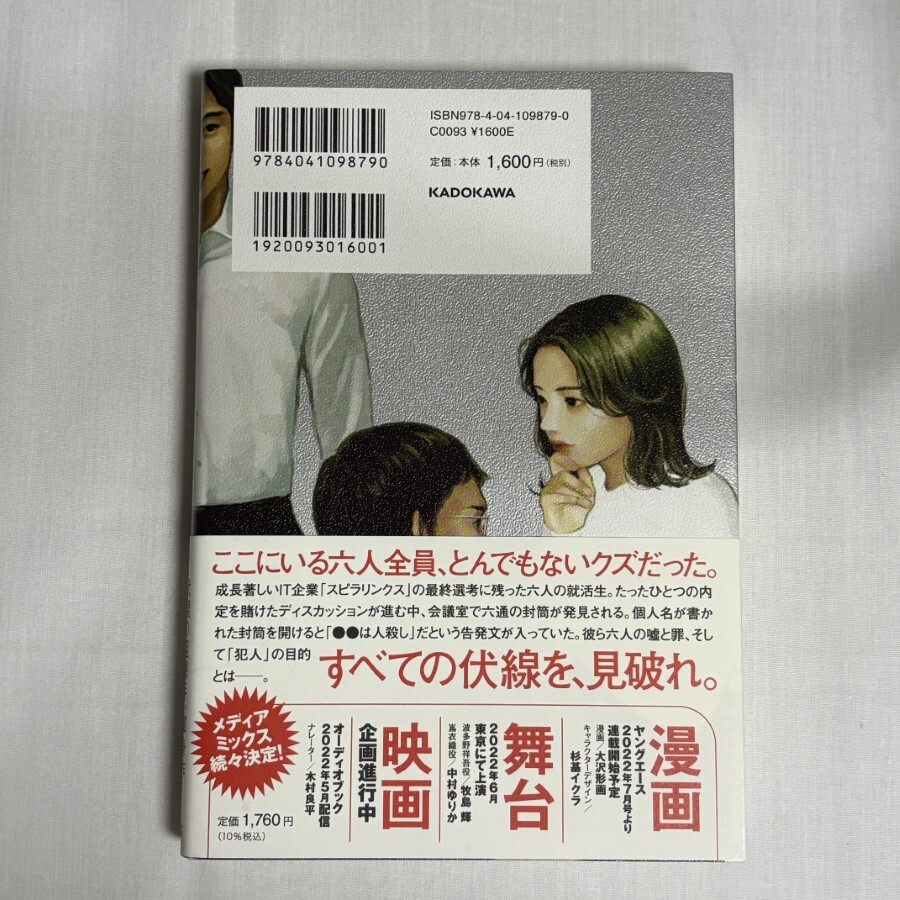 ISBN978-4-04-109879-0
C0093 ¥1600E
定価：本体 1,600円（税別）
KADOKAWA
9784041098790
1920093016001
ここにいる六人全員、とんでもないクズだった。
成長著しいIT企業「スピラリンクス」の最終選考に残った六人の就活生。たったひとつの内
定を賭けたディスカッションが進む中、会議室で六通の封筒が発見される。個人名が書か
れた封筒を開けると「●●は人殺し」だという告発文が入っていた。彼ら六人の嘘と罪、そし
て「犯人」の目的
とは――。
すべての伏線を、見破れ。
メディア
ミックス
続々決定！
漫画
ヤングエース
2022年7月号より
連載開始予定
漫画／大沢形画
キャラクターデザイン／
杉基イクラ
舞台
2022年6月
東京にて上演
波多野祥吾役／牧島 輝
嶌衣織役／中村ゆりか
映画
企画進行中
オーディオブック
2022年5月配信
ナレーター／木村良平
定価 1,760円
（10%税込）